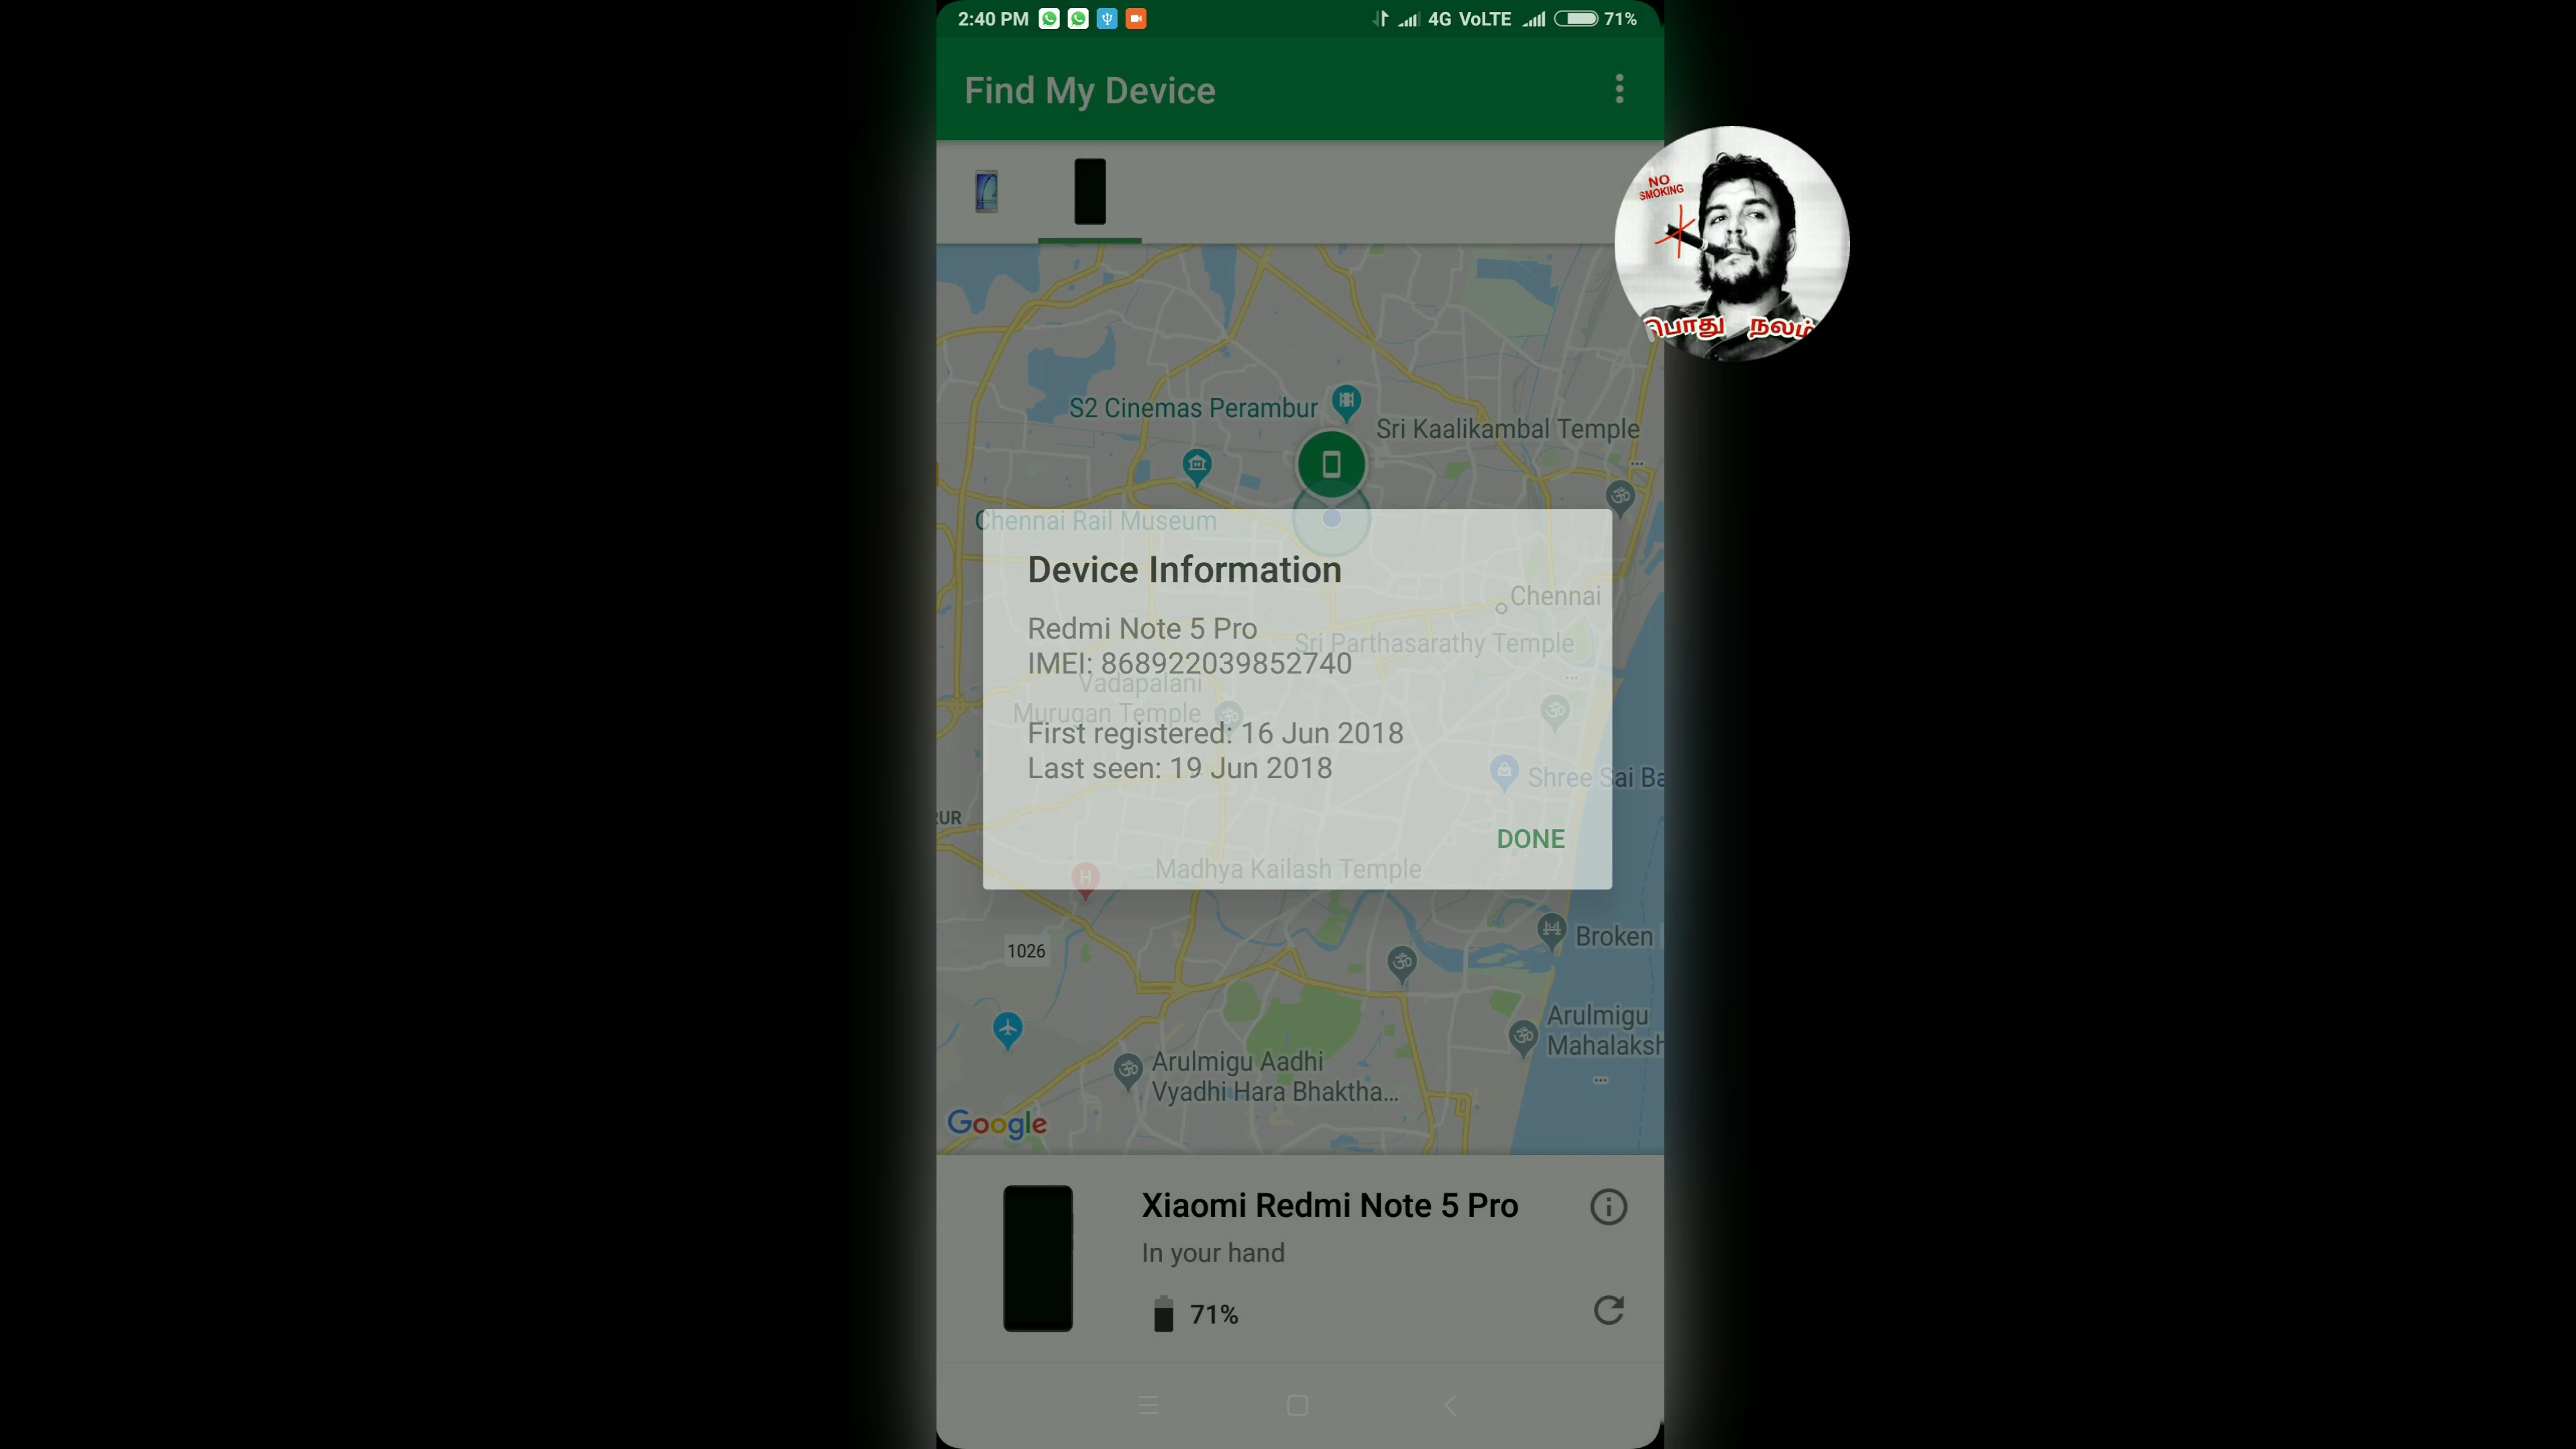 2:40 PM
4G VoLTE 71%
Find My Device
NO
SMOKING
பொது நலம்
S2 Cinemas Perambur
Sri Kaalikambal Temple
Chennai Rail Museum
Device Information
Chennai
Redmi Note 5 Pro
Sri Parthasarathy Temple
IMEI: 868922039852740
Vadapalani
Murugan Temple
First registered: 16 Jun 2018
Last seen: 19 Jun 2018
Shree Sai Ba
RUR
DONE
Madhya Kailash Temple
Broken
1026
Arulmigu
Mahalaksh
Arulmigu Aadhi
Vyadhi Hara Bhaktha...
Google
Xiaomi Redmi Note 5 Pro
In your hand
71%